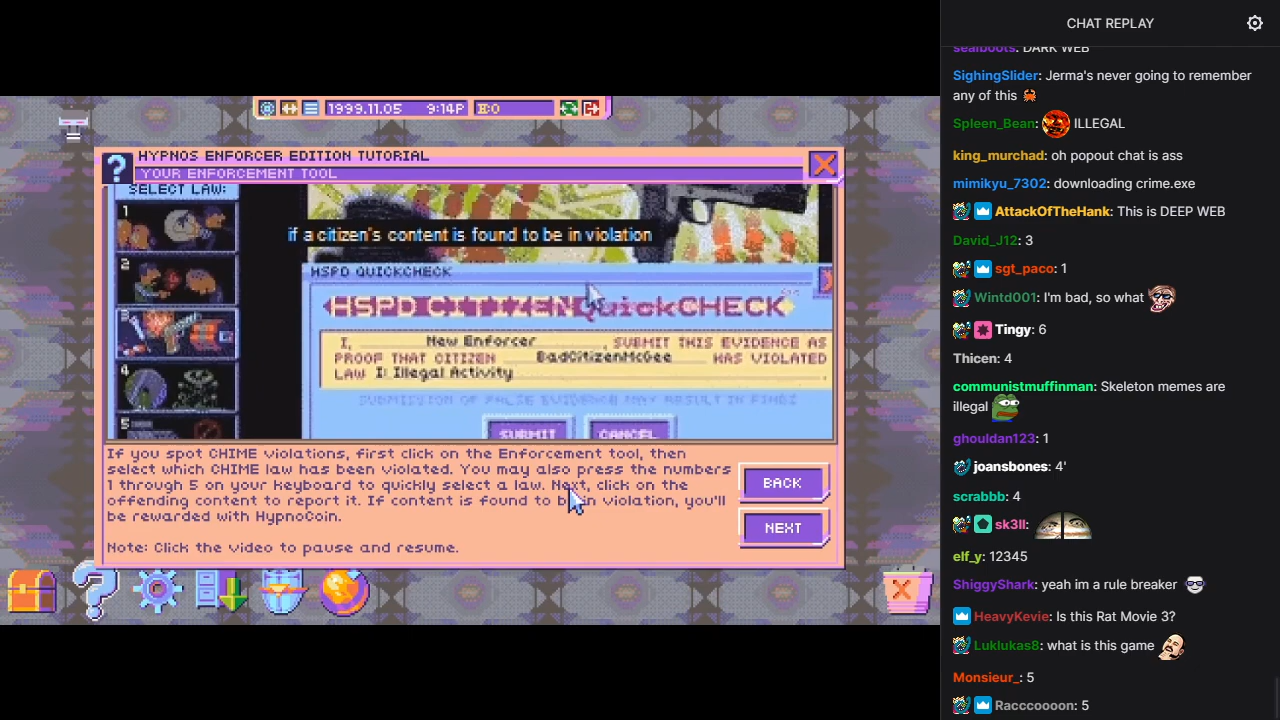 1999.11.05 9:14P
HYPNOS ENFORCER EDITION TUTORIAL
YOUR ENFORCEMENT TOOL
SELECT LAW:
1
2
3
4
5
if a citizen's content is found to be in violation
HSPD QUICKCHECK
HSPD CITIZEN QuickCHECK
I, New Enforcer, SUBMIT THIS EVIDENCE AS
PROOF THAT CITIZEN BadCitizenMcGee HAS VIOLATED
LAW 1: Illegal Activity.
SUBMISSION OF FALSE EVIDENCE MAY RESULT IN FINES
SUBMIT CANCEL
If you spot CHIME violations, first click on the Enforcement tool, then
select which CHIME law has been violated. You may also press the numbers
1 through 5 on your keyboard to quickly select a law. Next, click on the
offending content to report it. If content is found to be in violation, you'll
be rewarded with HypnoCoin.
Note: Click the video to pause and resume.
BACK
NEXT
CHAT REPLAY
sealboots: DARK WEB
SighingSlider: Jerma's never going to remember
any of this
Spleen_Bean: ILLEGAL
king_murchad: oh popout chat is ass
mimikyu_7302: downloading crime.exe
AttackOfTheHank: This is DEEP WEB
David_J12: 3
sgt_paco: 1
Wintd001: I'm bad, so what
Tingy: 6
Thicen: 4
communistmuffinman: Skeleton memes are
illegal
ghouldan123: 1
joansbones: 4'
scrabbb: 4
sk3ll:
elf_y: 12345
ShiggyShark: yeah im a rule breaker
HeavyKevie: Is this Rat Movie 3?
Luklukas8: what is this game
Monsieur_: 5
Racccoooon: 5